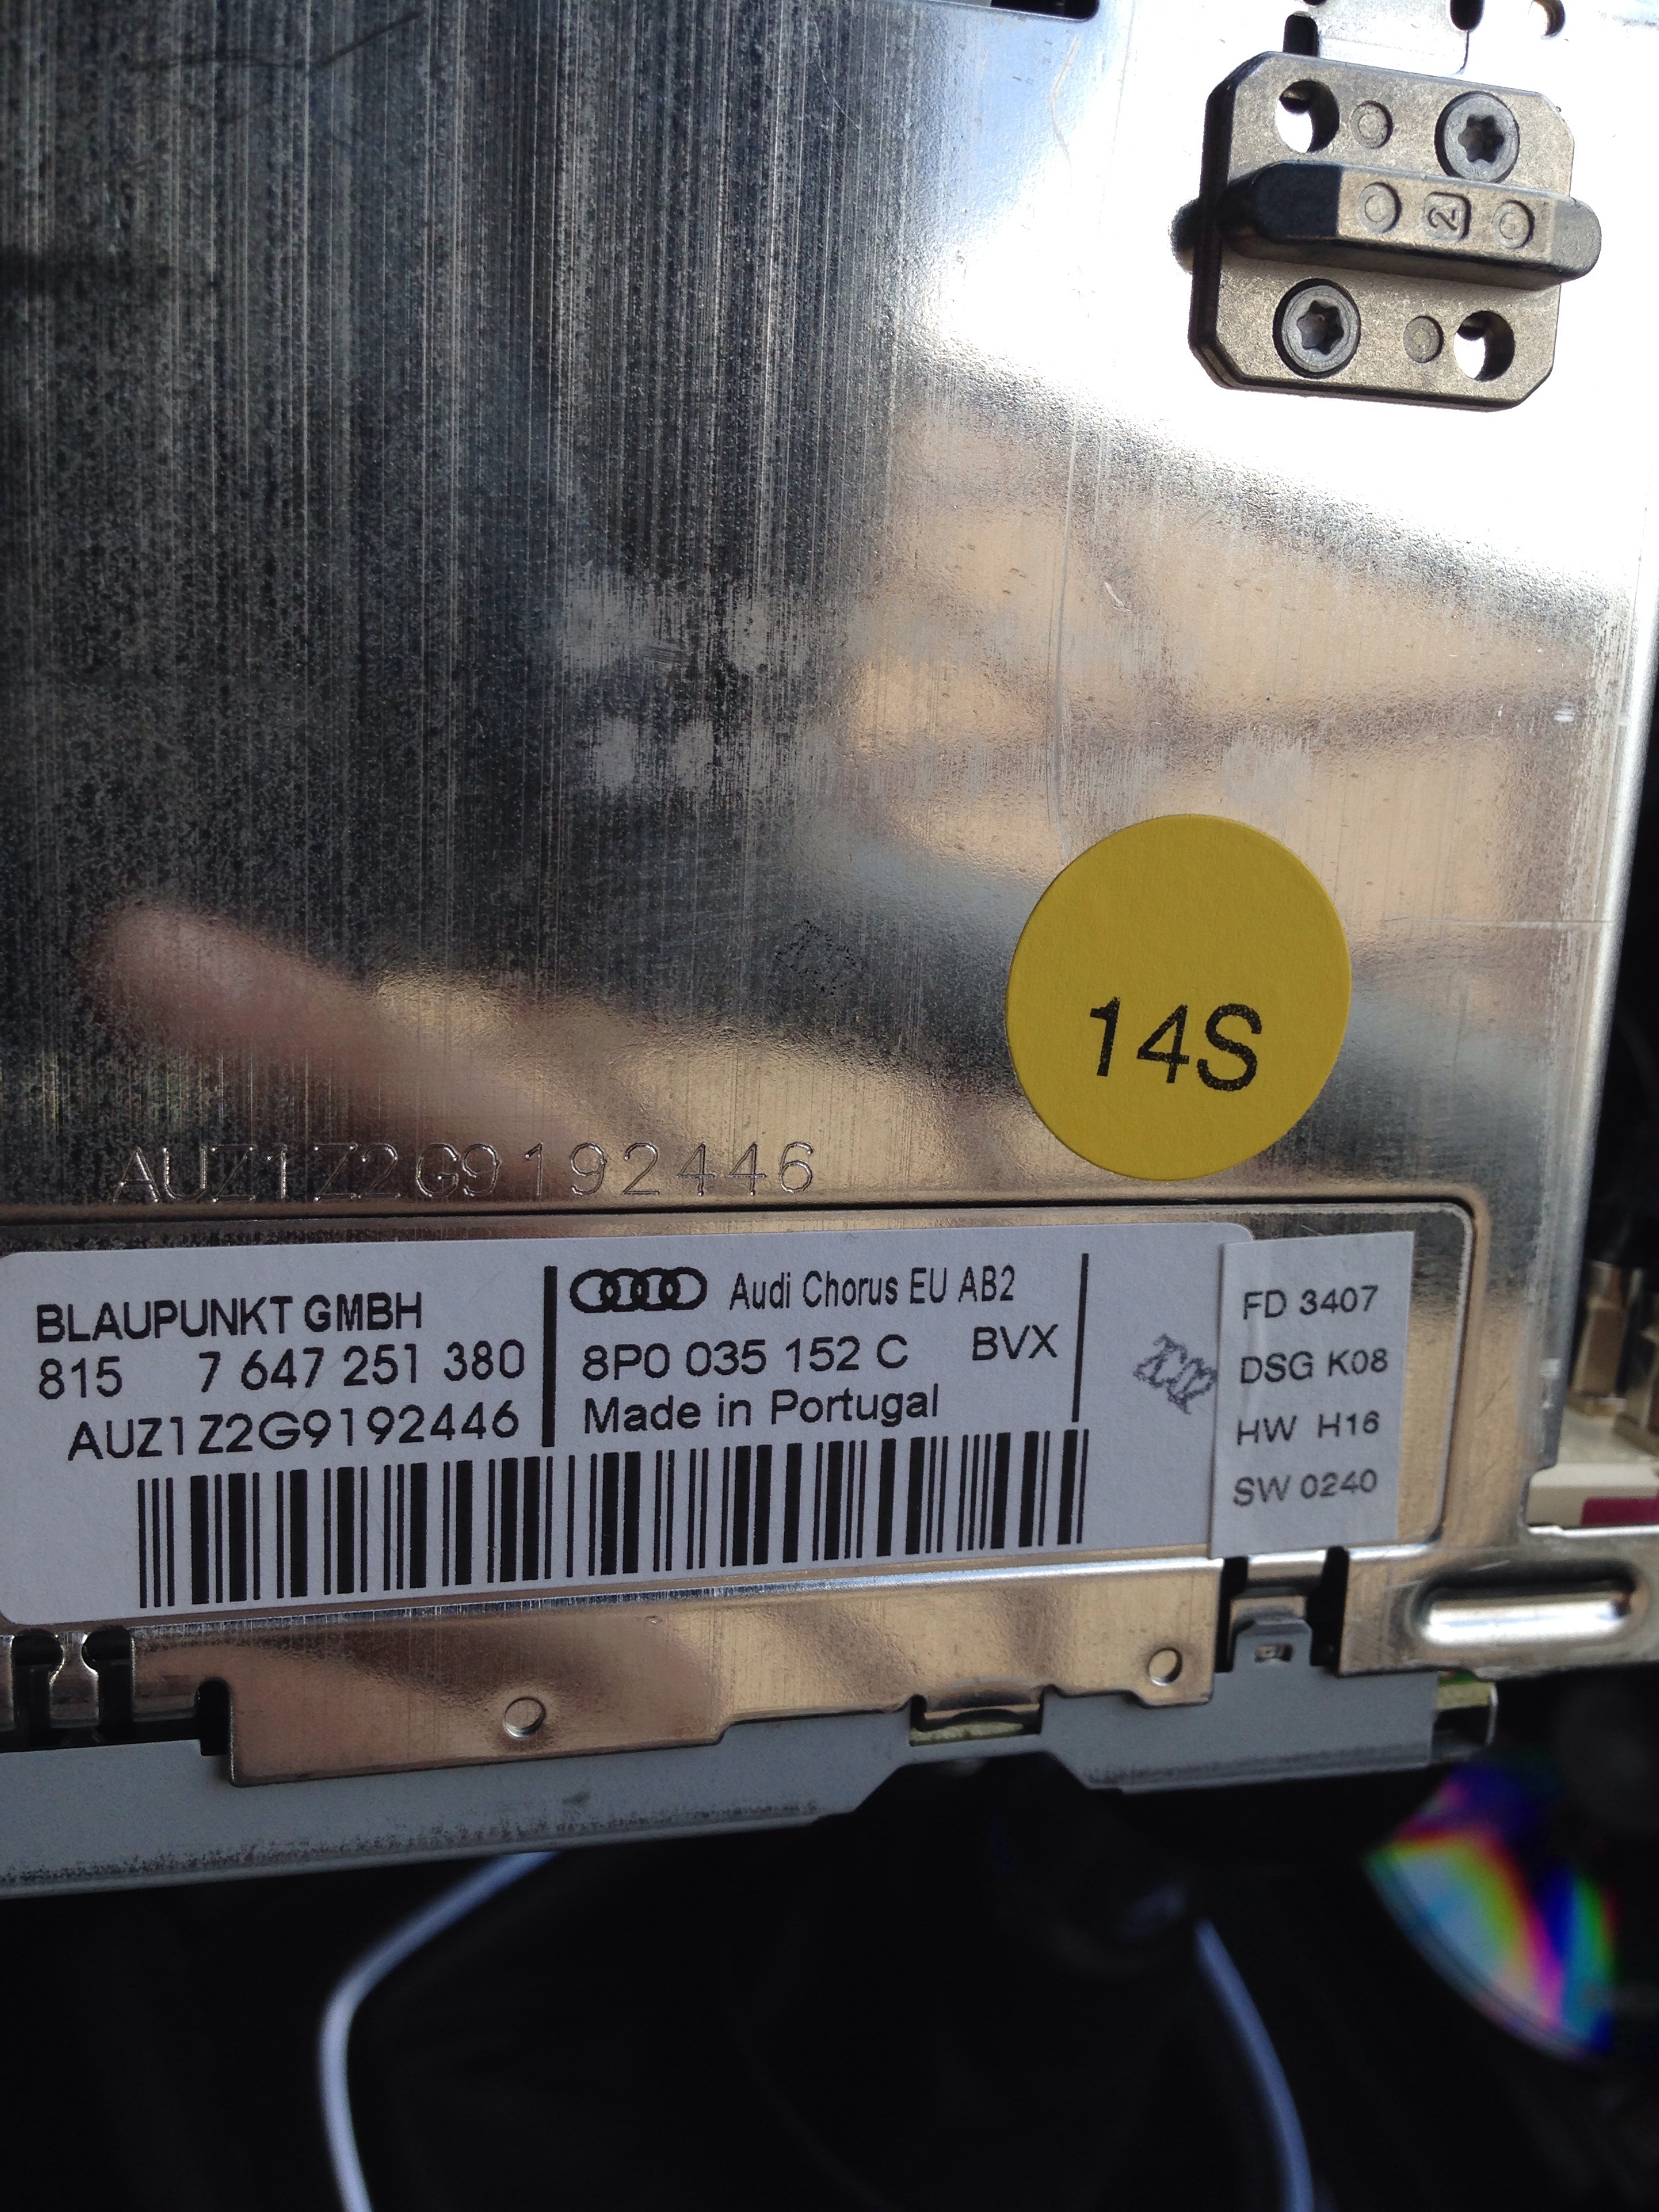 2
14S
AUZ1Z2G9192446
BLAUPUNKT GMBH
815 7 647 251 380
AUZ1Z2G9192446
Audi Chorus EU AB2
8P0 035 152 C BVX
Made in Portugal
FD 3407
DSG K08
HW H16
SW 0240